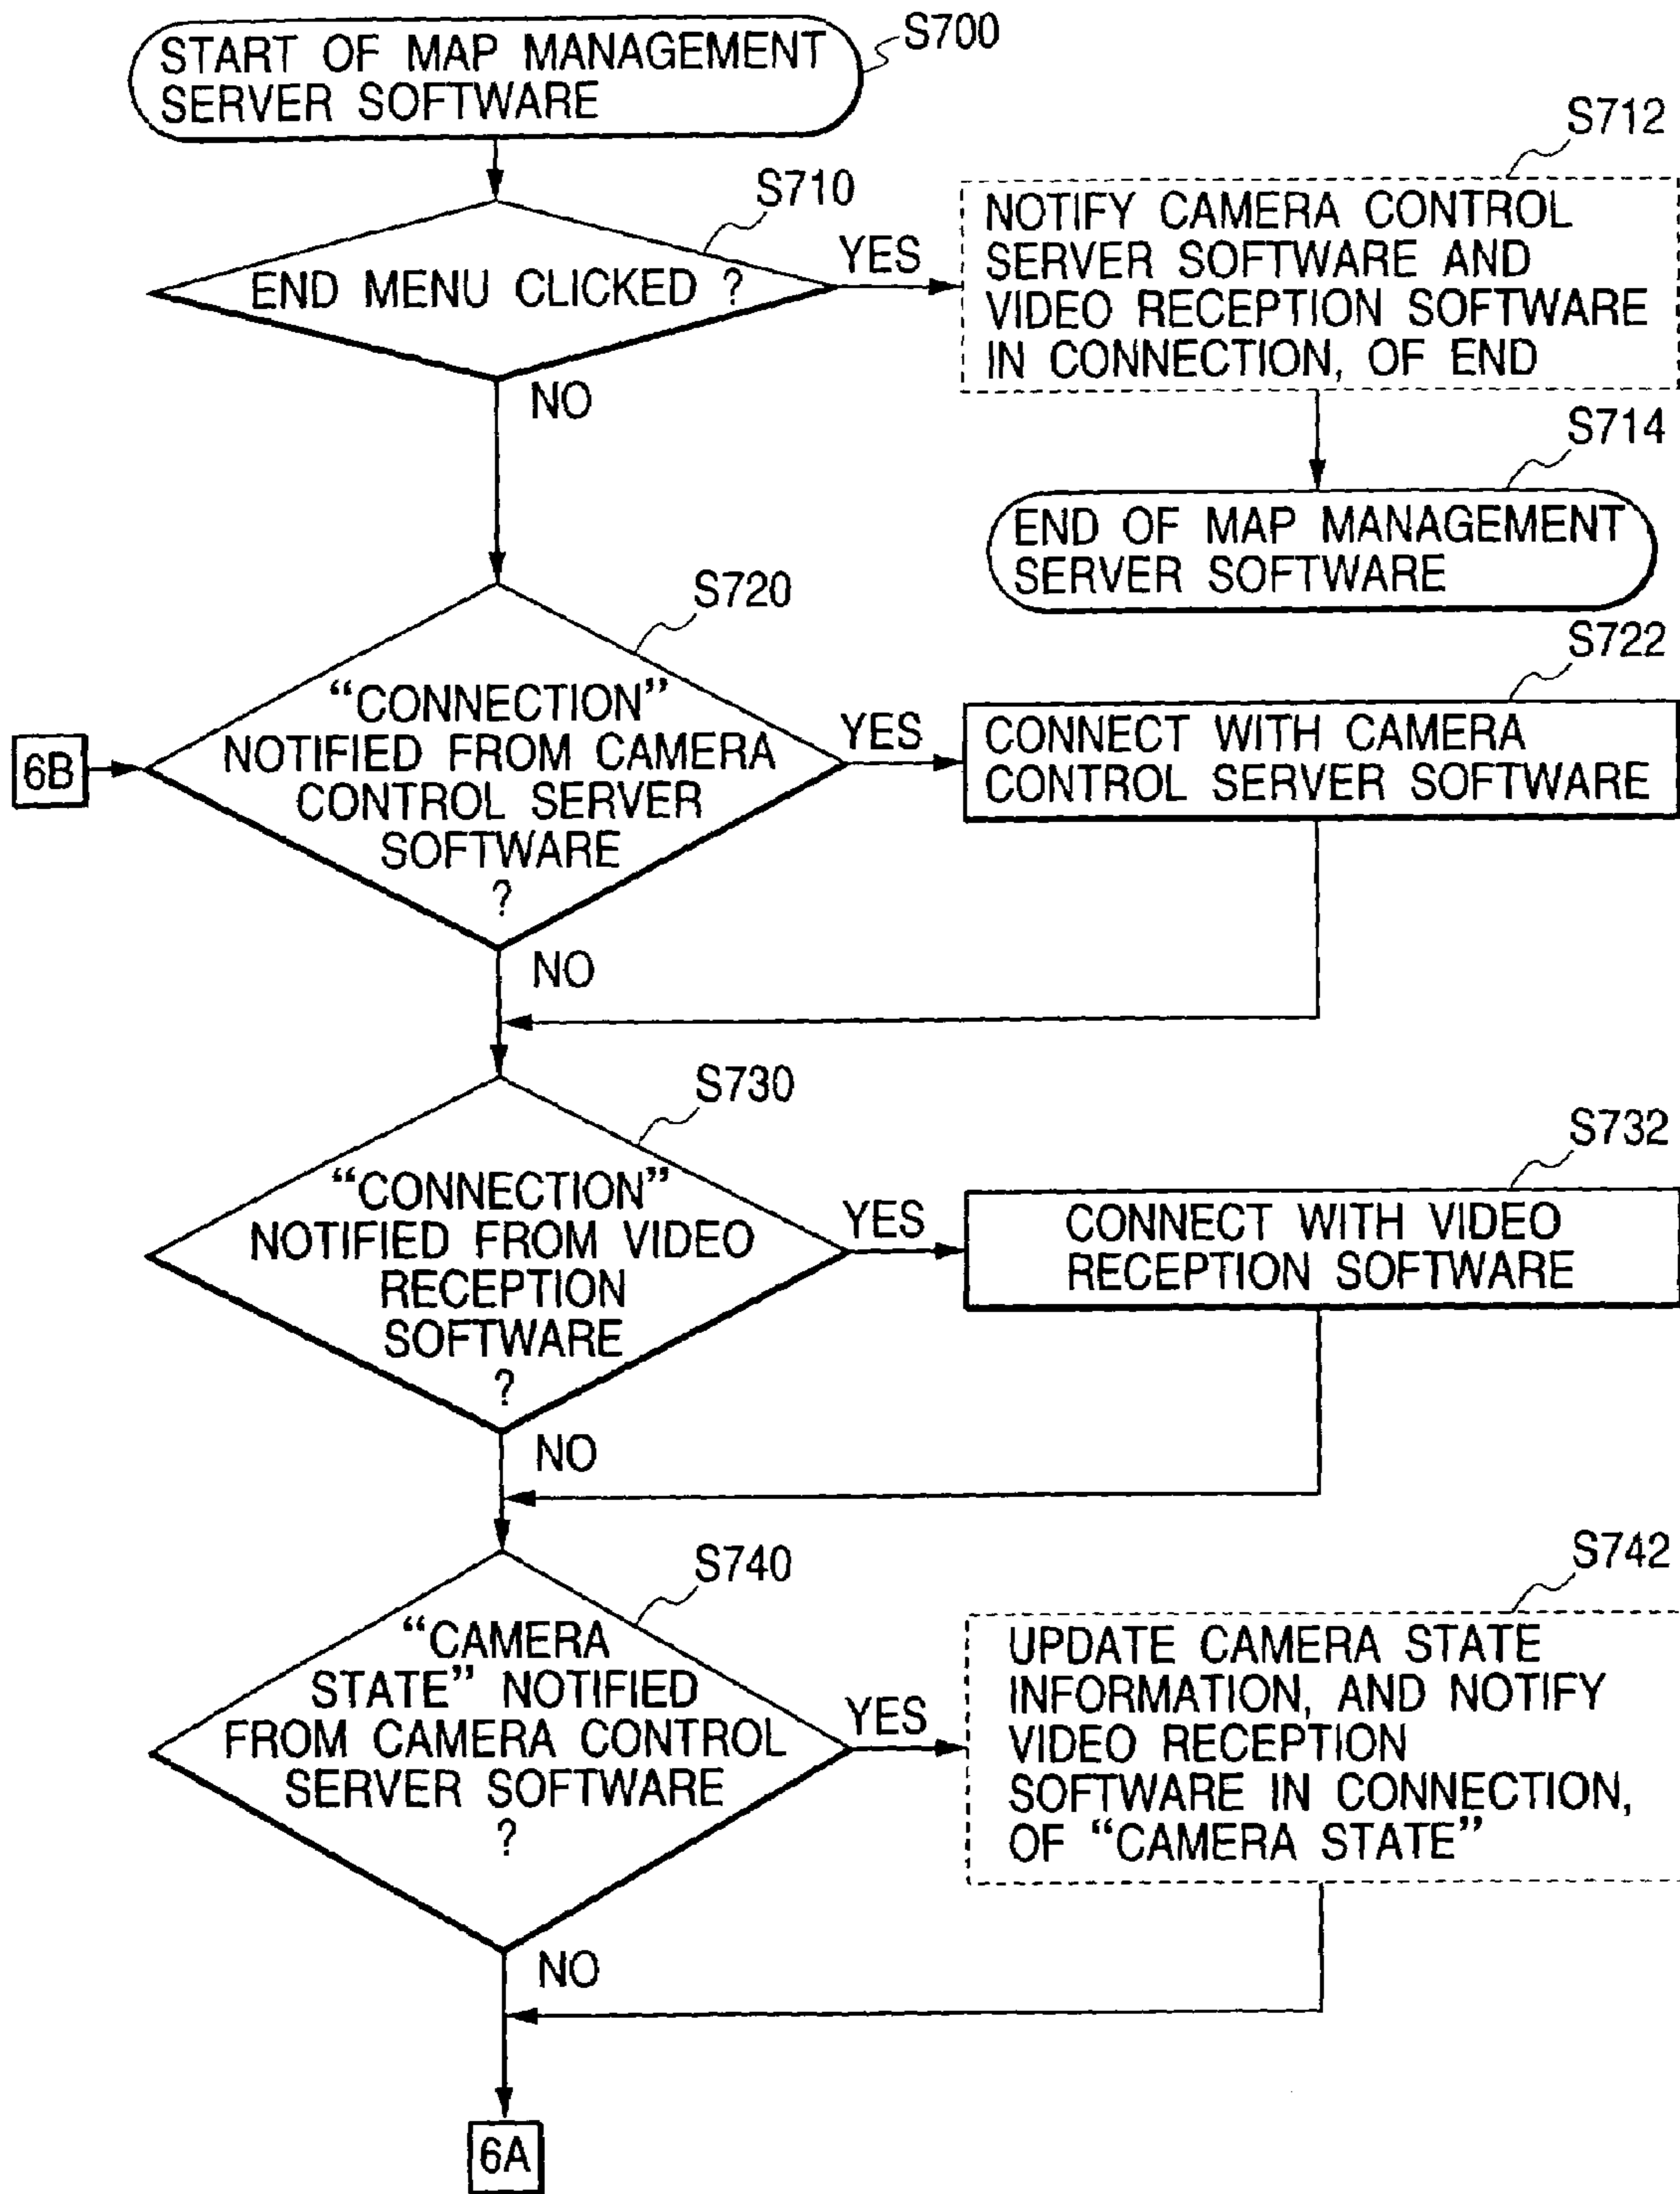 START OF MAP MANAGEMENT
SERVER SOFTWARE
S700
S710
END MENU CLICKED ?
YES
NO
S712
NOTIFY CAMERA CONTROL
SERVER SOFTWARE AND
VIDEO RECEPTION SOFTWARE
IN CONNECTION, OF END
S714
END OF MAP MANAGEMENT
SERVER SOFTWARE
6B
S720
“CONNECTION”
NOTIFIED FROM CAMERA
CONTROL SERVER
SOFTWARE
?
YES
NO
S722
CONNECT WITH CAMERA
CONTROL SERVER SOFTWARE
S730
“CONNECTION”
NOTIFIED FROM VIDEO
RECEPTION
SOFTWARE
?
YES
NO
S732
CONNECT WITH VIDEO
RECEPTION SOFTWARE
S740
“CAMERA
STATE” NOTIFIED
FROM CAMERA CONTROL
SERVER SOFTWARE
?
YES
NO
S742
UPDATE CAMERA STATE
INFORMATION, AND NOTIFY
VIDEO RECEPTION
SOFTWARE IN CONNECTION,
OF “CAMERA STATE”
6A